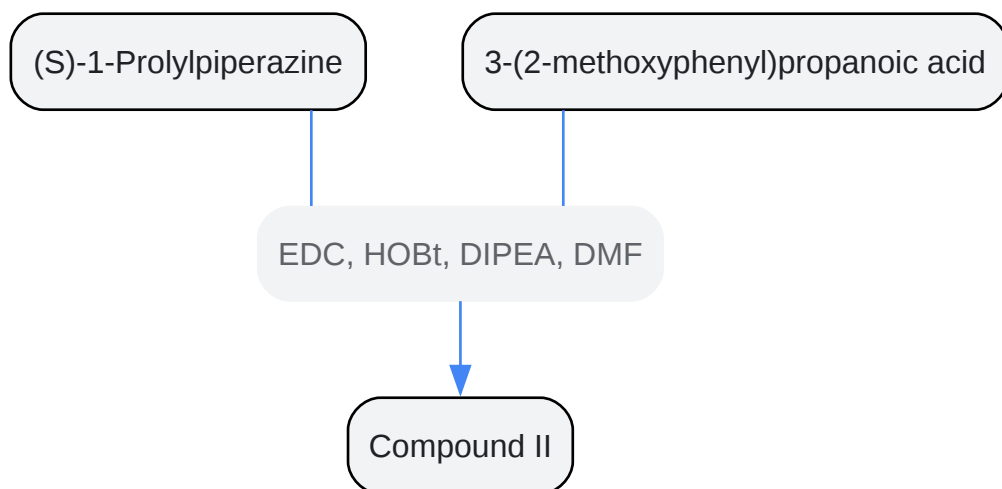 (S)-1-Prolylpiperazine
3-(2-methoxyphenyl)propanoic acid
EDC, HOBt, DIPEA, DMF
Compound II